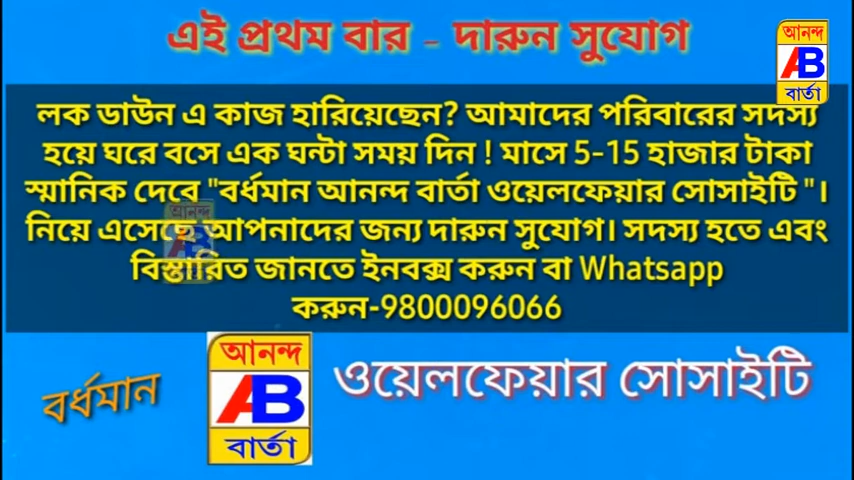 এই প্রথম বার - দারুন সুযোগ
আনন্দ
AB
বার্তা
লক ডাউন এ কাজ হারিয়েছেন? আমাদের পরিবারের সদস্য
হয়ে ঘরে বসে এক ঘন্টা সময় দিন ! মাসে 5-15 হাজার টাকা
স্মানিক দেবে "বর্ধমান আনন্দ বার্তা ওয়েলফেয়ার সোসাইটি "।
নিয়ে এসেছে আপনাদের জন্য দারুন সুযোগ। সদস্য হতে এবং
বিস্তারিত জানতে ইনবক্স করুন বা Whatsapp
করুন-9800096066
আনন্দ
AB
বার্তা
বর্ধমান
আনন্দ
AB
বার্তা
ওয়েলফেয়ার সোসাইটি